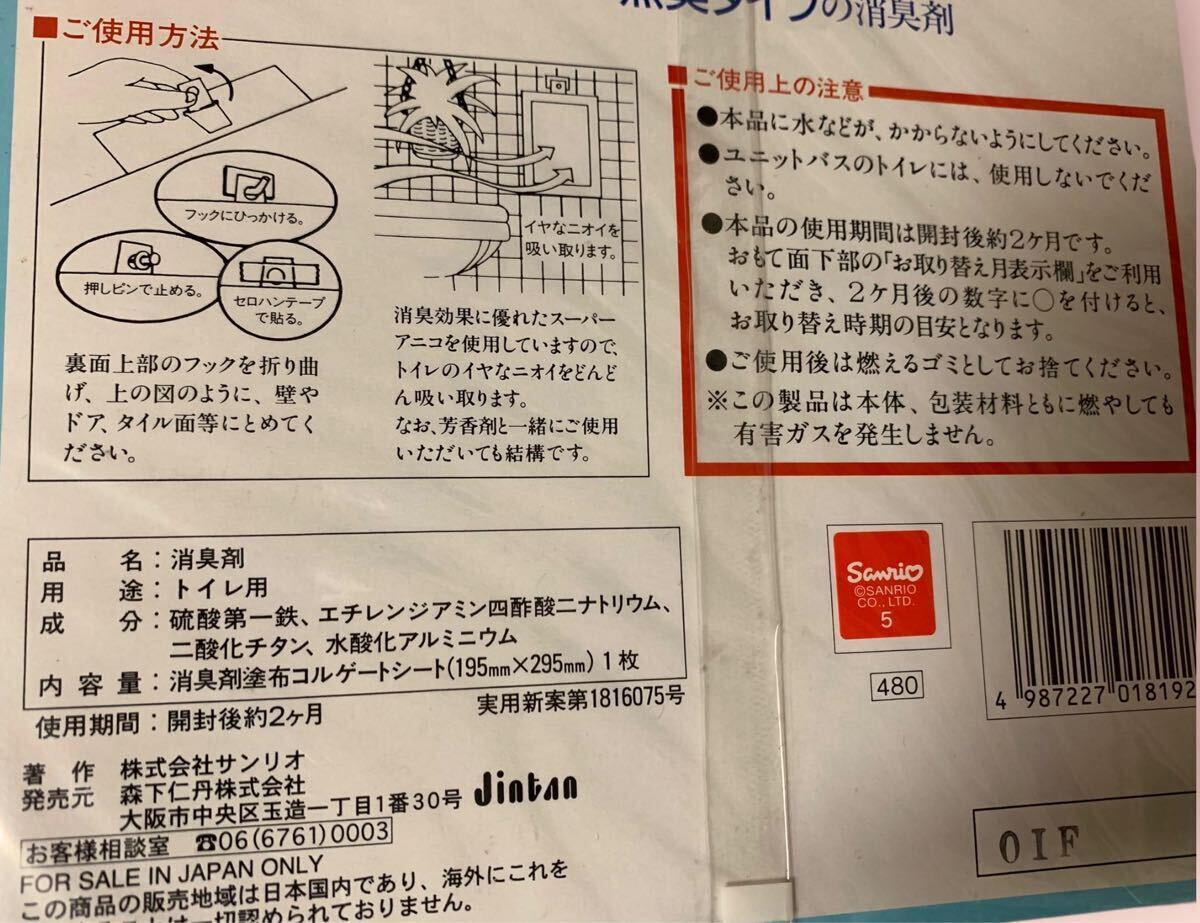 無臭タイプの消臭剤
■ご使用方法
フックにひっかける。
押しピンで止める。
セロハンテープ
で貼る。
裏面上部のフックを折り曲
げ、上の図のように、壁や
ドア、タイル面等にとめてく
ださい。
イヤなニオイを
吸い取ります。
消臭効果に優れたスーパー
アニコを使用していますので、
トイレのイヤなニオイをどんど
ん吸い取ります。
なお、芳香剤と一緒にご使用
いただいても結構です。
■ご使用上の注意
●本品に水などが、かからないようにしてください。
●ユニットバスのトイレには、使用しないでくだ
さい。
●本品の使用期間は開封後約2ヶ月です。
おもて面下部の「お取り替え月表示欄」をご利用
いただき、2ケ月後の数字に○を付けると、
お取り替え時期の目安となります。
●ご使用後は燃えるゴミとしてお捨てください。
※この製品は本体、包装材料ともに燃やしても
有害ガスを発生しません。
品名：消臭剤
用途：トイレ用
成分：硫酸第一鉄、エチレンジアミン四酢酸二ナトリウム、
二酸化チタン、水酸化アルミニウム
内容量：消臭剤塗布コルゲートシート(195mm×295mm)1枚
使用期間：開封後約2ヶ月
実用新案第1816075号
著作 株式会社サンリオ
発売元 森下仁丹株式会社
大阪市中央区玉造一丁目1番30号
Jintan
お客様相談室 ☎06(6761)0003
FOR SALE IN JAPAN ONLY
この商品の販売地域は日本国内であり、海外にこれを
一切認められておりません。
Sanrio
©SANRIO
CO., LTD.
5
480
4 987227 018192
01F